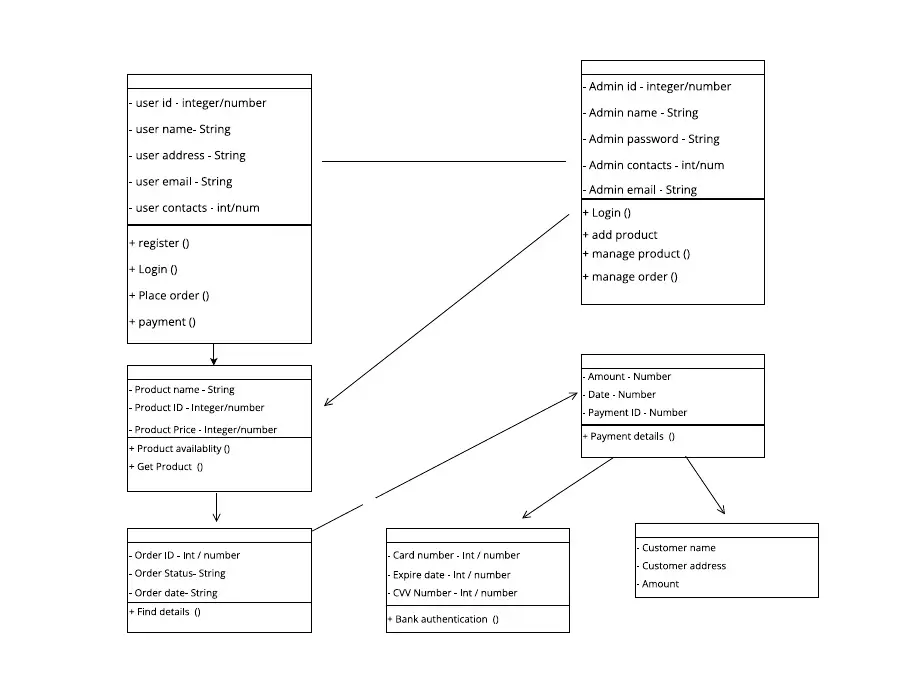 - user id - integer/number
- user name- String
- user address - String
- user email - String
- user contacts - int/num
+ register ()
+ Login ()
+ Place order ()
+ payment ()
- Admin id - integer/number
- Admin name - String
- Admin password - String
- Admin contacts - int/num
- Admin email - String
+ Login ()
+ add product
+ manage product ()
+ manage order ()
- Product name - String
- Product ID - Integer/number
- Product Price - Integer/number
+ Product availablity ()
+ Get Product ()
- Amount - Number
- Date - Number
- Payment ID - Number
+ Payment details ()
- Order ID - Int / number
- Order Status- String
- Order date- String
+ Find details ()
- Card number - Int / number
- Expire date - Int / number
- CVV Number - Int / number
+ Bank authentication ()
- Customer name
- Customer address
- Amount